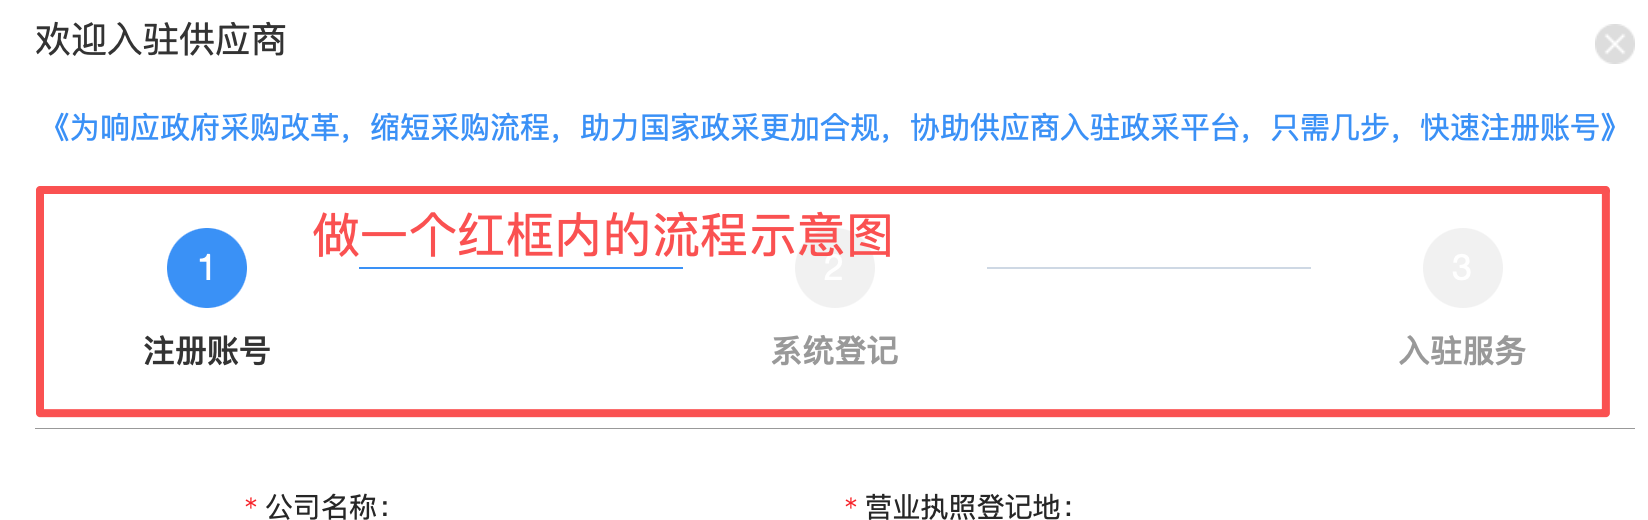 欢迎入驻供应商
《为响应政府采购改革，缩短采购流程，助力国家政采更加合规，协助供应商入驻政采平台，只需几步，快速注册账号》
做一个红框内的流程示意图
1 2 3
注册账号 系统登记 入驻服务
* 公司名称： * 营业执照登记地：